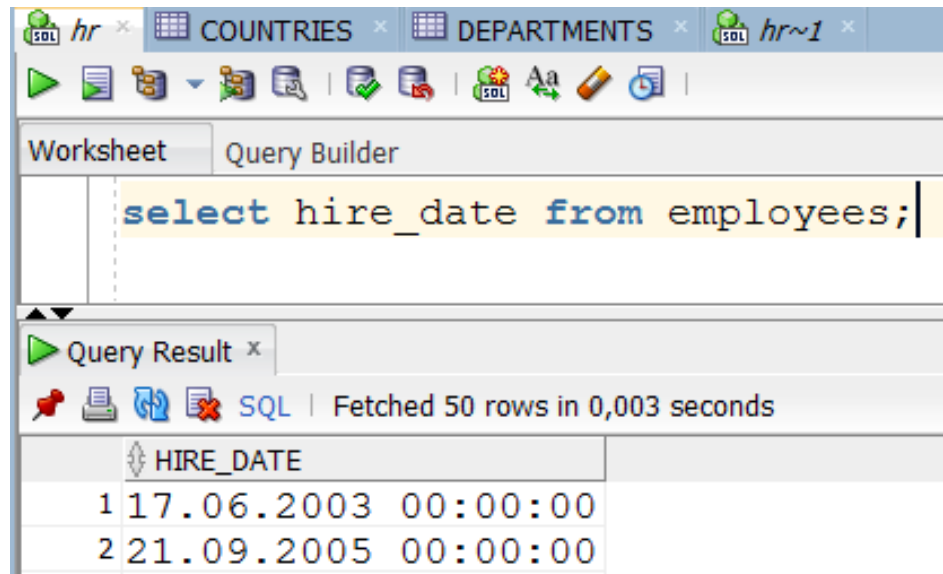 hr COUNTRIES DEPARTMENTS hr~1
Worksheet Query Builder
select hire_date from employees;
Query Result
SQL Fetched 50 rows in 0,003 seconds
HIRE_DATE
1 17.06.2003 00:00:00
2 21.09.2005 00:00:00